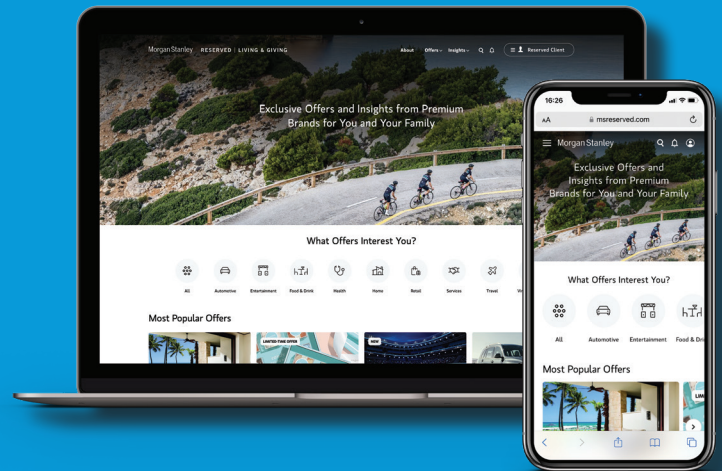 Morgan Stanley RESERVED | LIVING & GIVING
About Offers Insights Reserved Client
Exclusive Offers and Insights from Premium
Brands for You and Your Family
What Offers Interest You?
All Automotive Entertainment Food & Drink Health Home Retail Services Travel
Most Popular Offers
LIMITED-TIME OFFER
NEW
16:26
AA msreserved.com
Morgan Stanley
Exclusive Offers and
Insights from Premium
Brands for You and Your Family
What Offers Interest You?
All Automotive Entertainment Food & Dri
Most Popular Offers